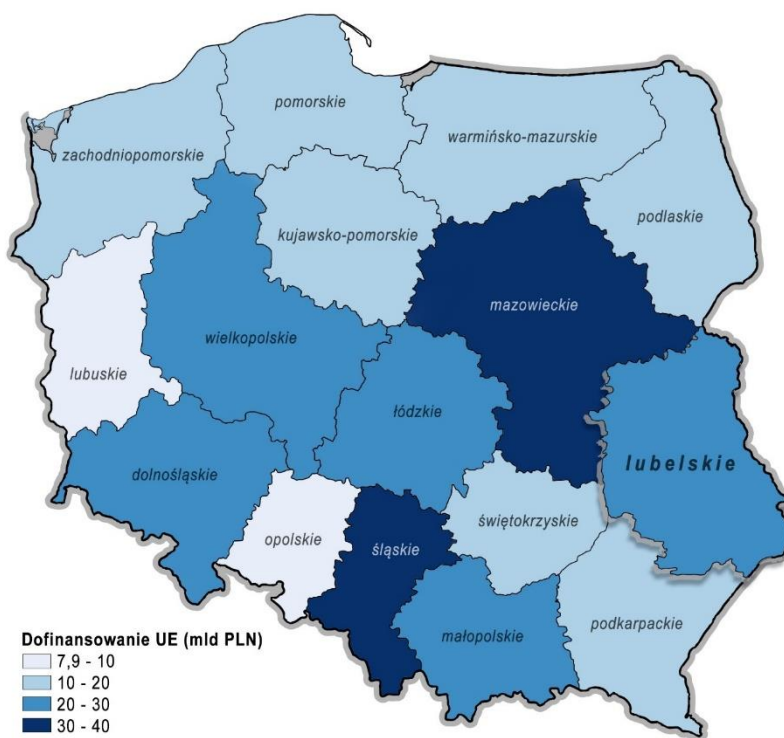 pomorskie
warmińsko-mazurskie
zachodniopomorskie
podlaskie
kujawsko-pomorskie
mazowieckie
wielkopolskie
lubuskie
łódzkie
lubelskie
dolnośląskie
świętokrzyskie
opolskie
śląskie
podkarpackie
małopolskie
Dofinansowanie UE (mld PLN)
7,9 - 10
10 - 20
20 - 30
30 - 40